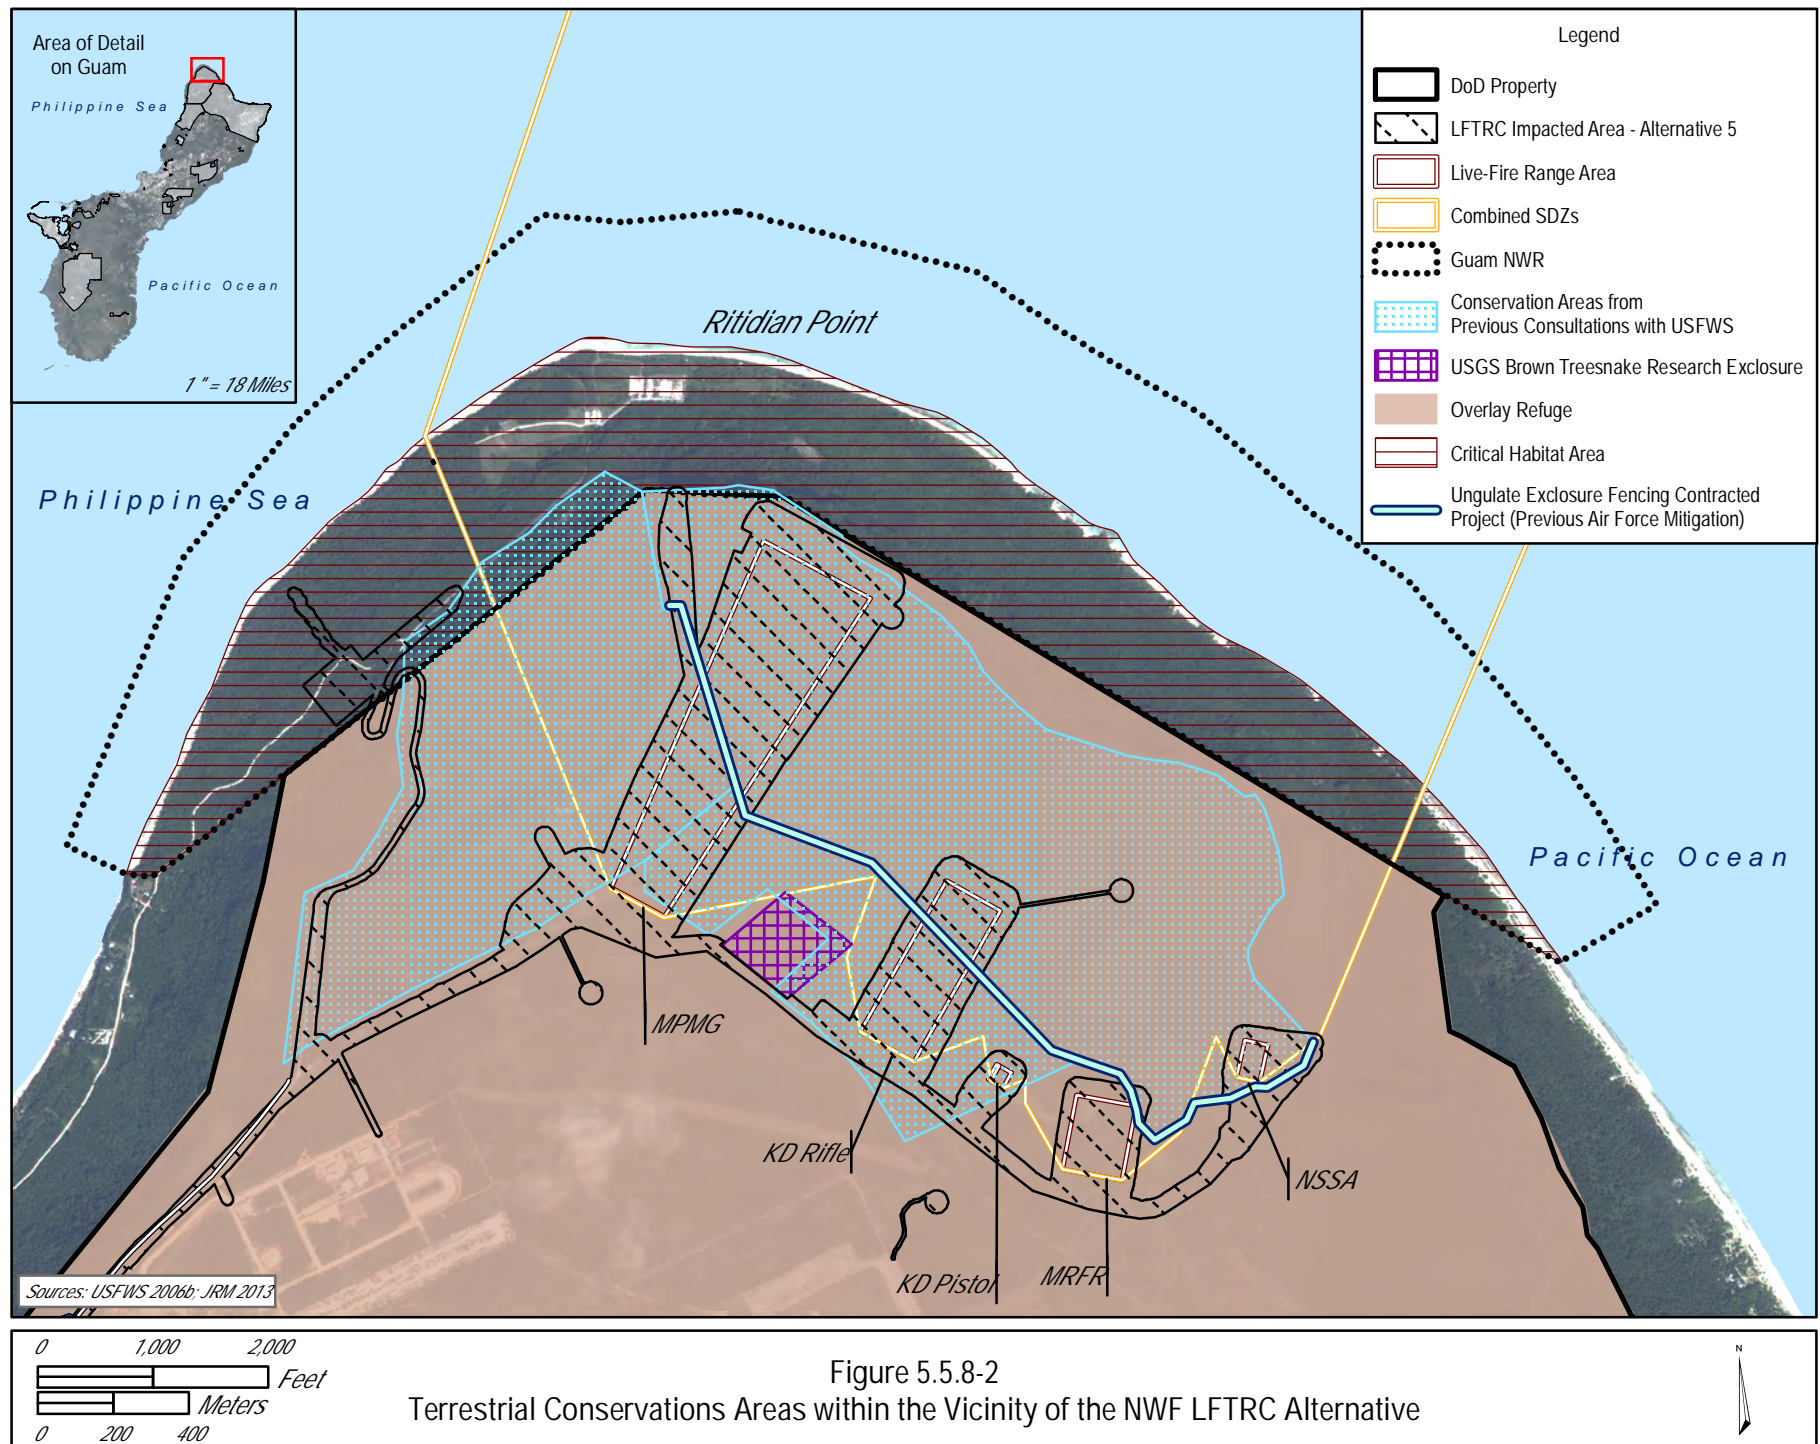 Area of Detail
on Guam
Philippine Sea
Pacific Ocean
1 " = 18 Miles
Legend
DoD Property
LFTRC Impacted Area - Alternative 5
Live-Fire Range Area
Combined SDZs
Guam NWR
Conservation Areas from
Previous Consultations with USFWS
USGS Brown Treesnake Research Exclosure
Overlay Refuge
Critical Habitat Area
Ungulate Exclosure Fencing Contracted
Project (Previous Air Force Mitigation)
Ritidian Point
Philippine Sea
Pacific Ocean
MPMG
KD Rifle
NSSA
KD Pistol
MRFR
Sources: USFWS 2006b; JRM 2013
0 1,000 2,000
Feet
Meters
0 200 400
Figure 5.5.8-2
Terrestrial Conservations Areas within the Vicinity of the NWF LFTRC Alternative
N